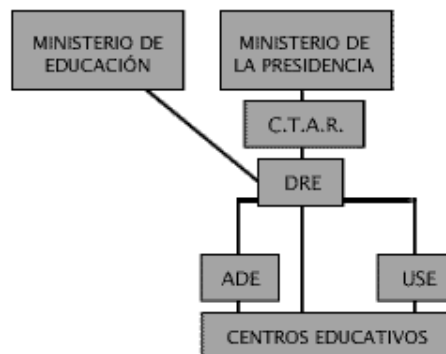 MINISTERIO DE
EDUCACIÓN
MINISTERIO DE
LA PRESIDENCIA
C.T.A.R.
DRE
ADE
USE
CENTROS EDUCATIVOS